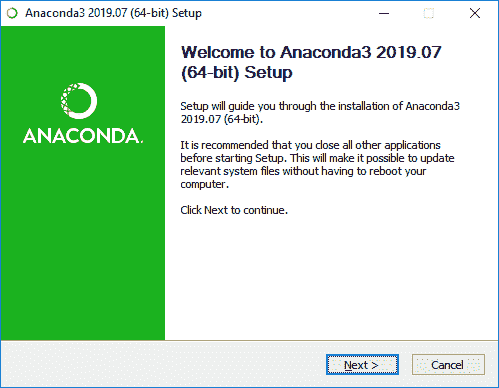 Anaconda3 2019.07 (64-bit) Setup
Welcome to Anaconda3 2019.07
(64-bit) Setup
Setup will guide you through the installation of Anaconda3
2019.07 (64-bit).
It is recommended that you close all other applications
before starting Setup. This will make it possible to update
relevant system files without having to reboot your
computer.
Click Next to continue.
ANACONDA.
Next >
Cancel